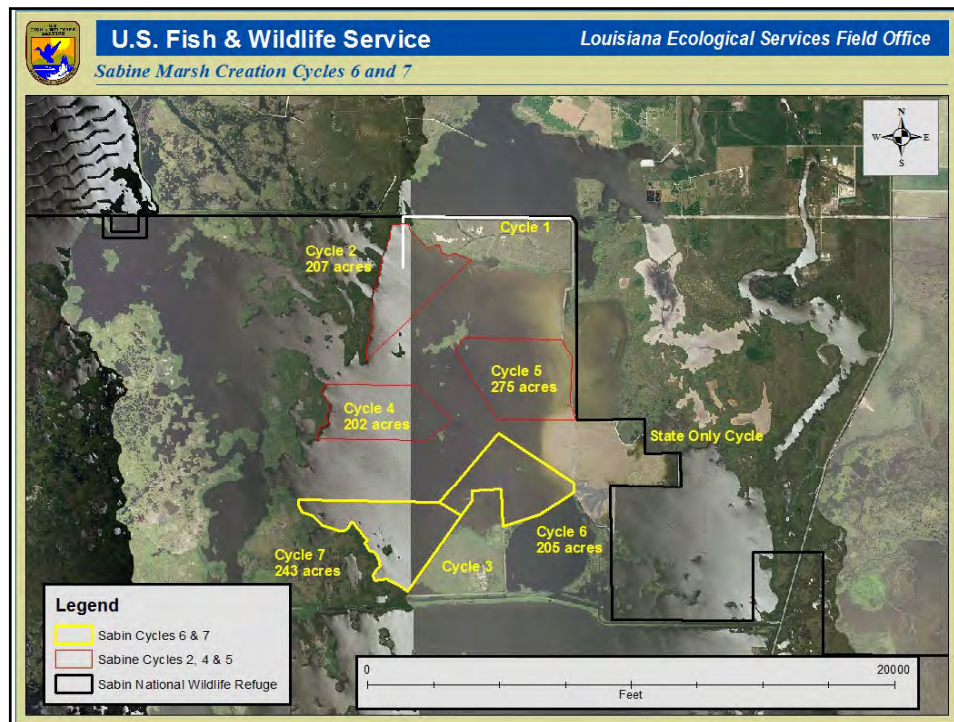 U.S. Fish & Wildlife Service
Louisiana Ecological Services Field Office
Sabine Marsh Creation Cycles 6 and 7
N
W
E
S
Cycle 1
Cycle 2
207 acres
Cycle 5
275 acres
Cycle 4
202 acres
State Only Cycle
Cycle 6
205 acres
Cycle 7
243 acres
Cycle 3
Legend
Sabin Cycles 6 & 7
Sabine Cycles 2, 4 & 5
Sabin National Wildlife Refuge
0
20000
Feet